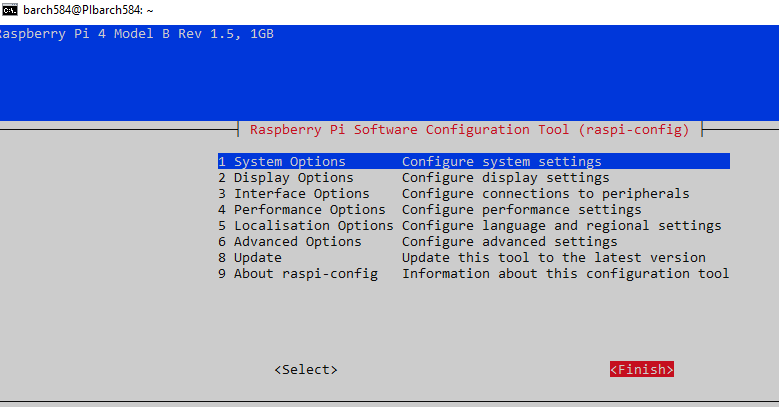 barch584@PIbarch584: ~
Raspberry Pi 4 Model B Rev 1.5, 1GB
Raspberry Pi Software Configuration Tool (raspi-config)
1 System Options Configure system settings
2 Display Options Configure display settings
3 Interface Options Configure connections to peripherals
4 Performance Options Configure performance settings
5 Localisation Options Configure language and regional settings
6 Advanced Options Configure advanced settings
8 Update Update this tool to the latest version
9 About raspi-config Information about this configuration tool
<Select> <Finish>